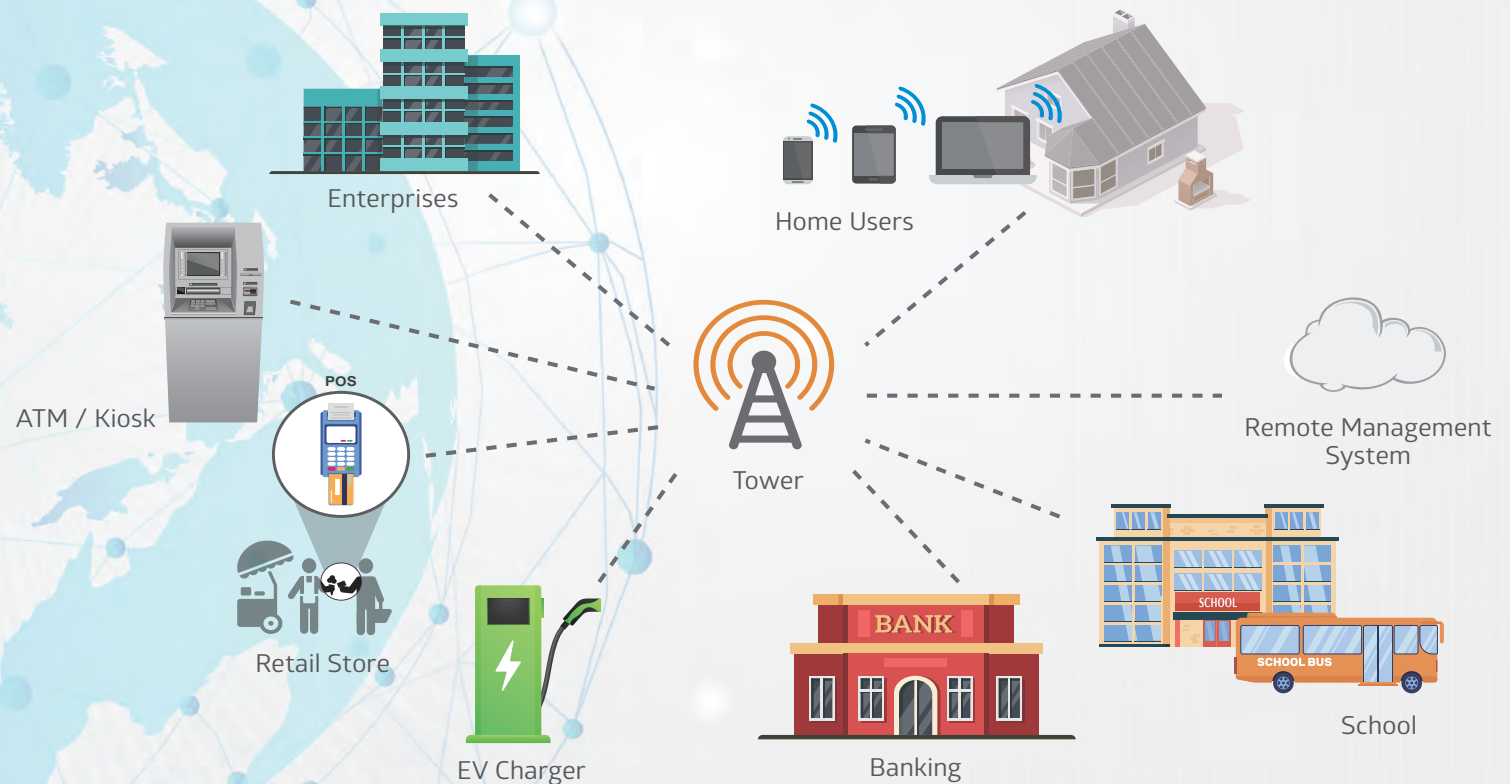 Enterprises
Home Users
ATM / Kiosk
POS
Tower
Remote Management
System
Retail Store
BANK
SCHOOL
SCHOOL BUS
EV Charger
Banking
School